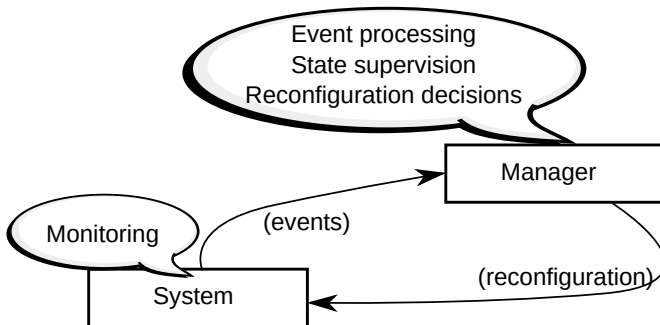 Event processing
State supervision
Reconfiguration decisions
Manager
(events)
Monitoring
(reconfiguration)
System